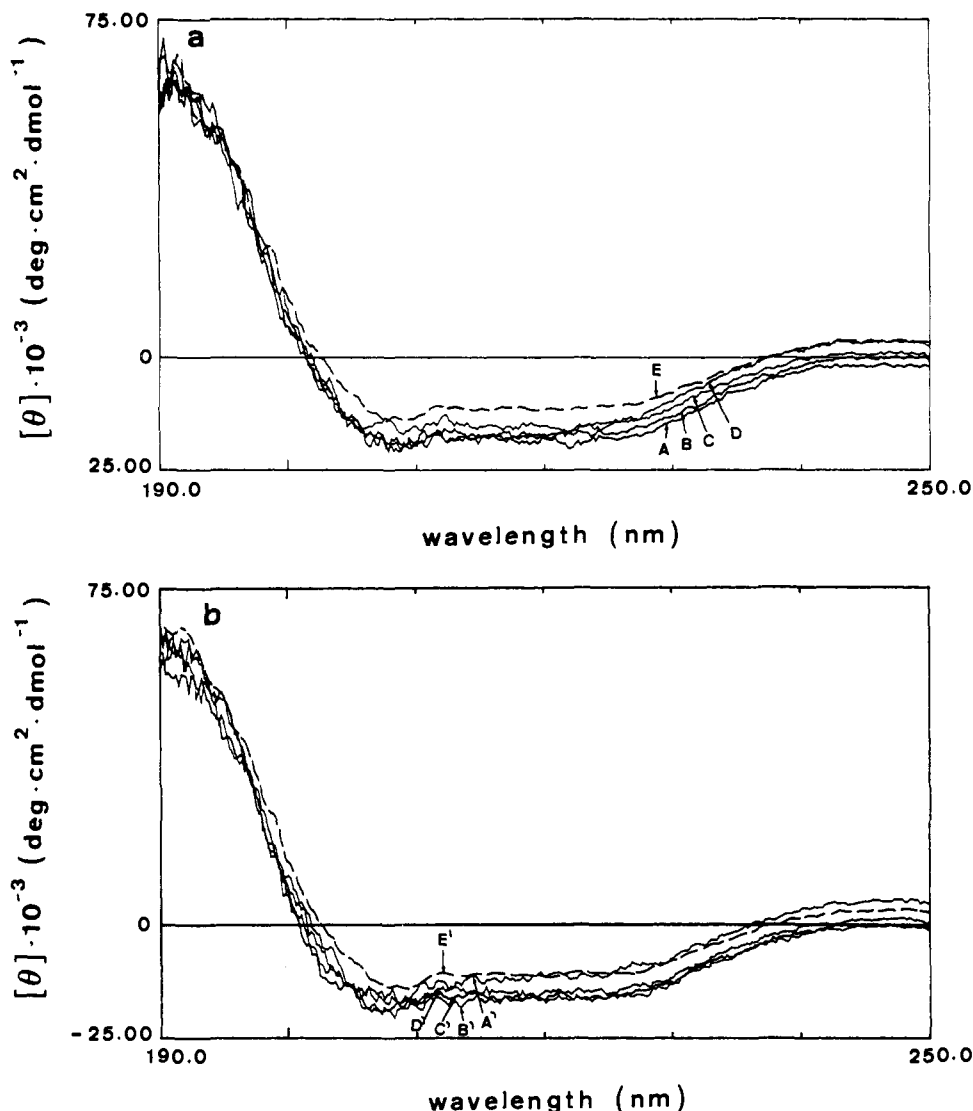 a
75.00
0
25.00
[θ]·10⁻³ (deg·cm²·dmol⁻¹)
E
A
B
C
D
190.0
250.0
wavelength (nm)
b
75.00
0
-25.00
[θ]·10⁻³ (deg·cm²·dmol⁻¹)
E'
D'
C'
B'
A'
190.0
250.0
wavelength (nm)